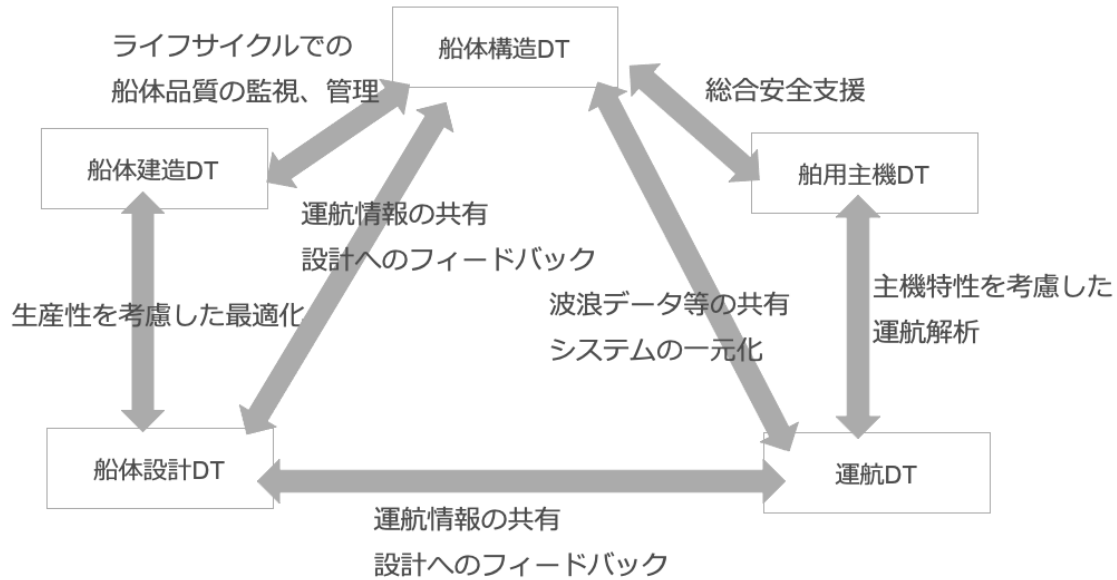 船体構造DT
ライフサイクルでの
船体品質の監視、管理
総合安全支援
船体建造DT
舶用主機DT
運航情報の共有
設計へのフィードバック
生産性を考慮した最適化
波浪データ等の共有
システムの一元化
主機特性を考慮した
運航解析
船体設計DT
運航DT
運航情報の共有
設計へのフィードバック